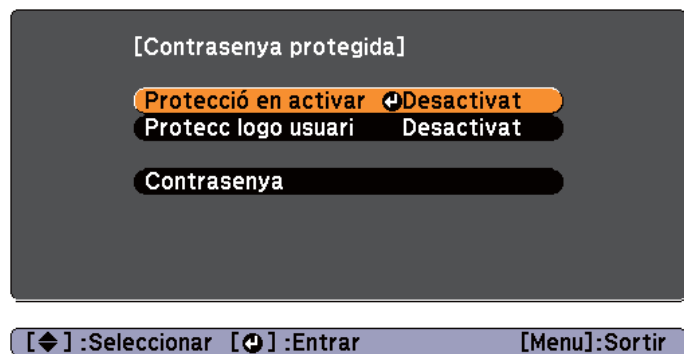 [Contrasenya protegida]
Protecció en activar Desactivat
Protecc logo usuari Desactivat
Contrasenya
[ ] :Seleccionar [ ] :Entrar [Menu]:Sortir